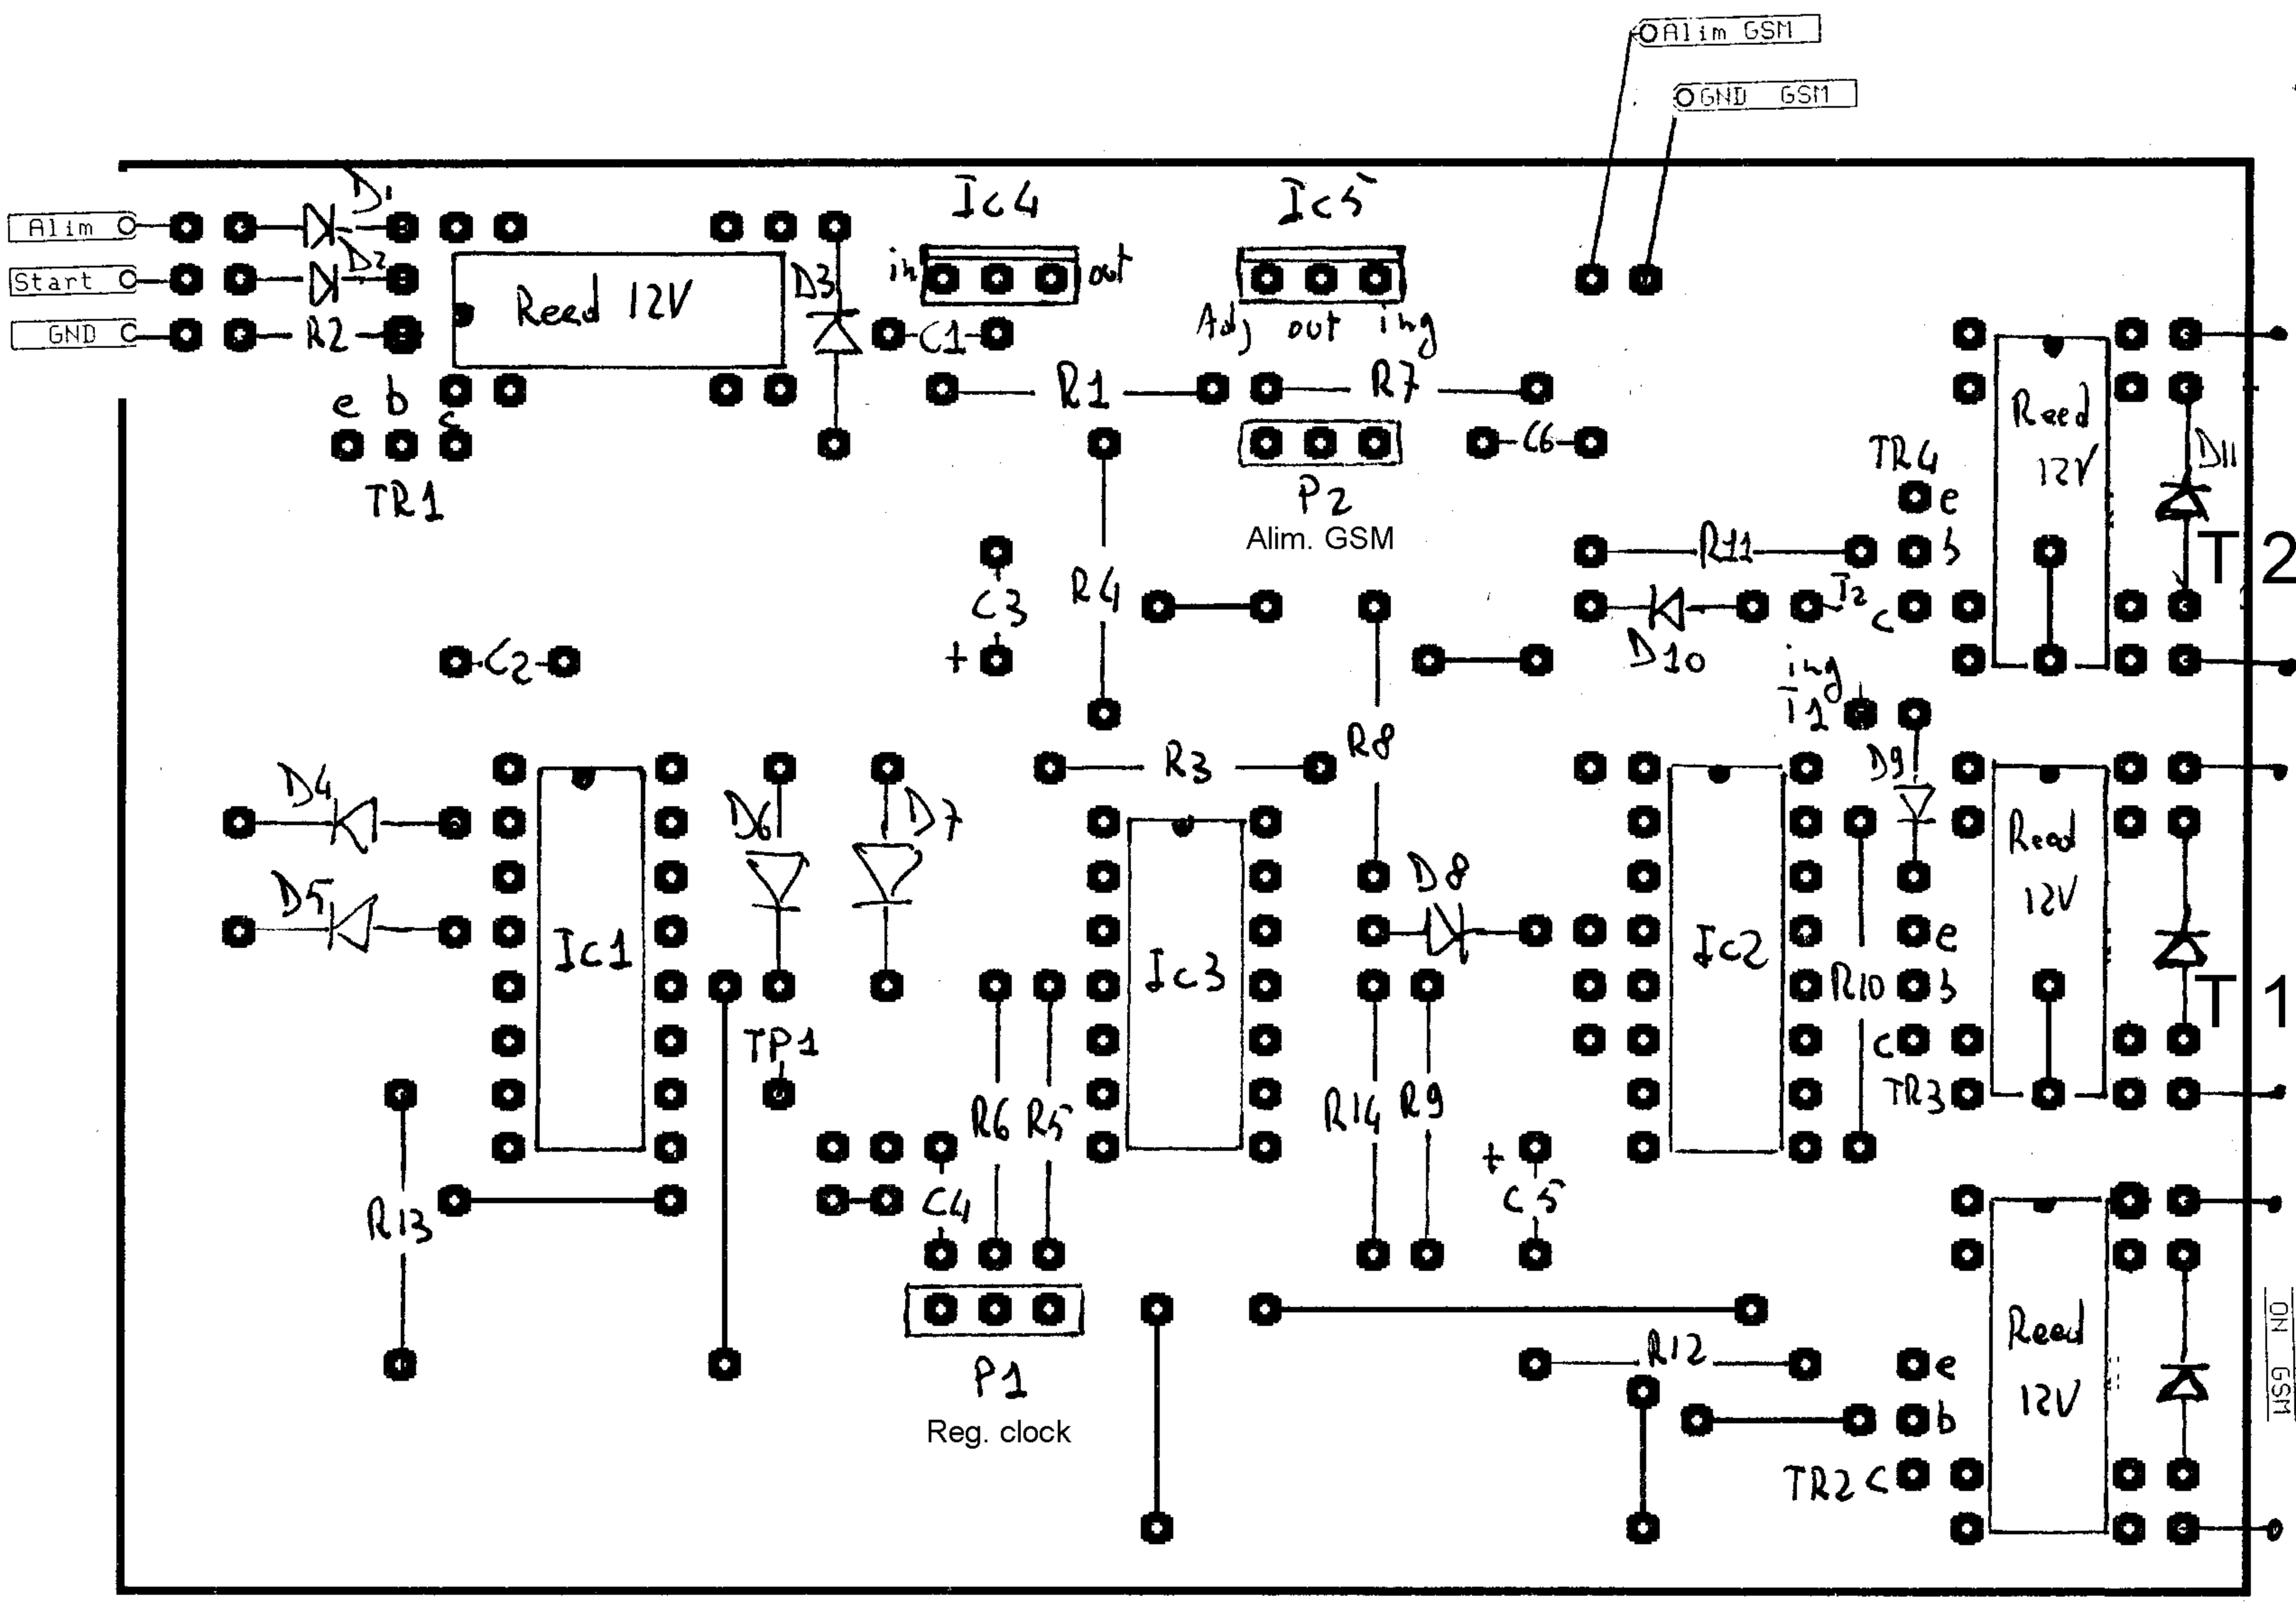 Alim GSM
GND GSM
D1
Ic4
Ic5
Alim
D2
in
out
Start
Reed 12V
D3
GND
R2
C1
Adj out ing
R1
R7
e b c
Reed
12V
C6
TR4
D11
TR1
P2
e
Alim. GSM
R11
b
T2
C3
R4
T2
c
+
C2
D10
ing
T1
R3
R8
D4
D6
D7
D9
Reed
12V
D5
D8
Ic1
Ic3
Ic2
e
R10
b
T1
TP1
c
R6
R5
R14
R9
TR3
+
C5
R13
C4
ON GSM
Reed
12V
R12
e
P1
b
Reg. clock
TR2 c